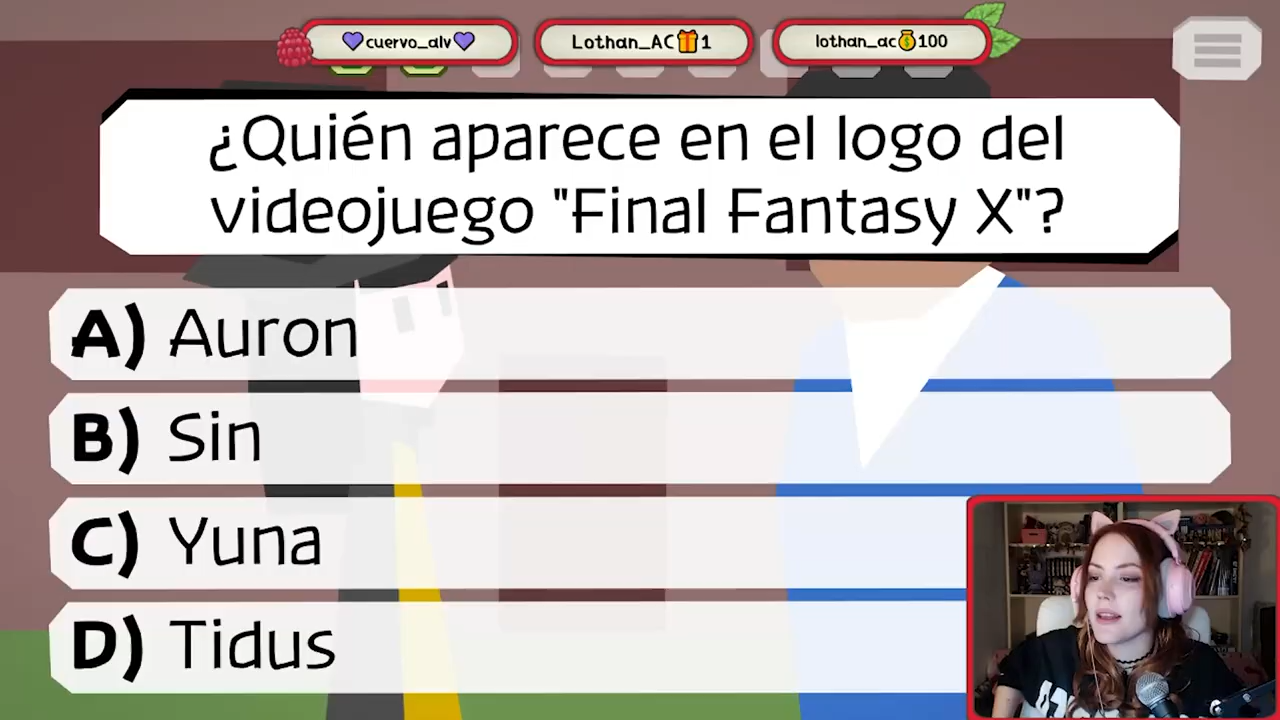 💜cuervo_alv💜
Lothan_AC🎁1
lothan_ac💰100
¿Quién aparece en el logo del
videojuego "Final Fantasy X"?
A) Auron
B) Sin
C) Yuna
D) Tidus